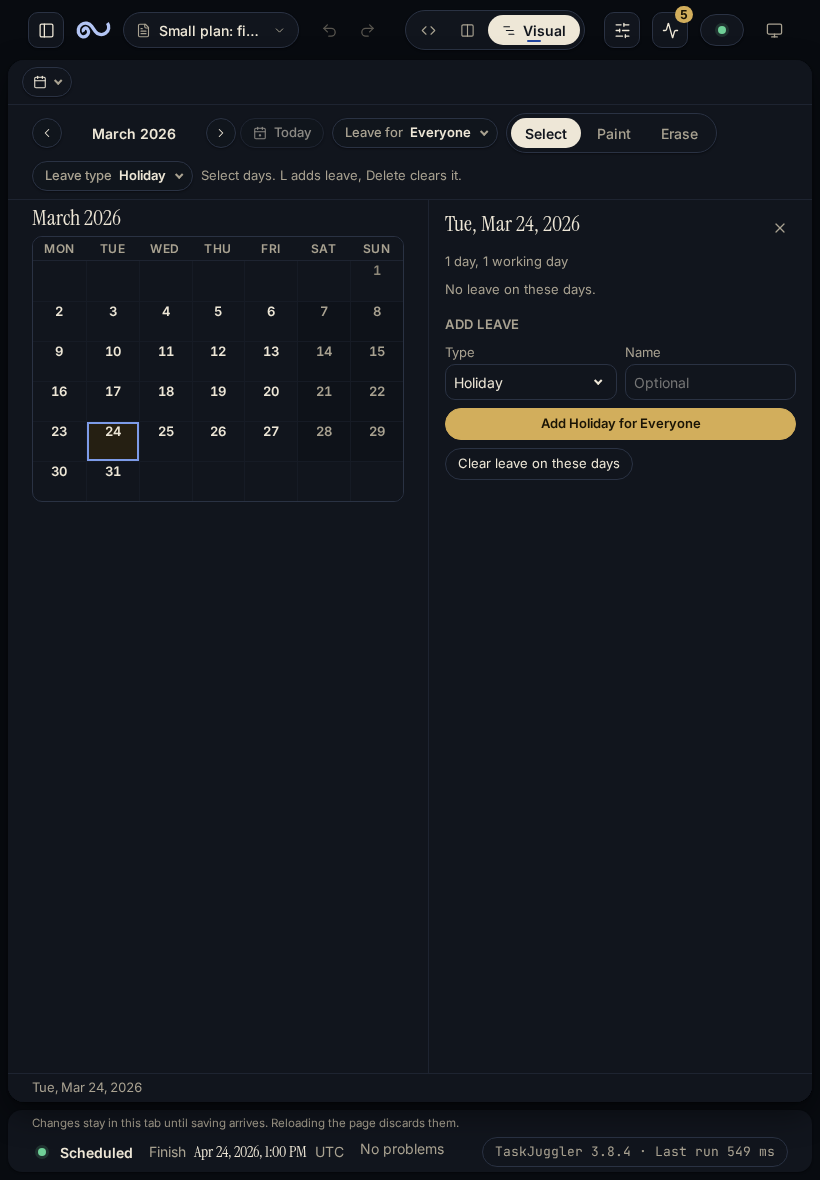 Small plan: fi...
Visual
5
March 2026
Today
Leave for Everyone
Select
Paint
Erase
Leave type Holiday
Select days. L adds leave, Delete clears it.
March 2026
MON TUE WED THU FRI SAT SUN
1
2 3 4 5 6 7 8
9 10 11 12 13 14 15
16 17 18 19 20 21 22
23 24 25 26 27 28 29
30 31
Tue, Mar 24, 2026
1 day, 1 working day
No leave on these days.
ADD LEAVE
Type Name
Holiday Optional
Add Holiday for Everyone
Clear leave on these days
Tue, Mar 24, 2026
Changes stay in this tab until saving arrives. Reloading the page discards them.
Scheduled Finish Apr 24, 2026, 1:00 PM UTC No problems TaskJuggler 3.8.4 · Last run 549 ms